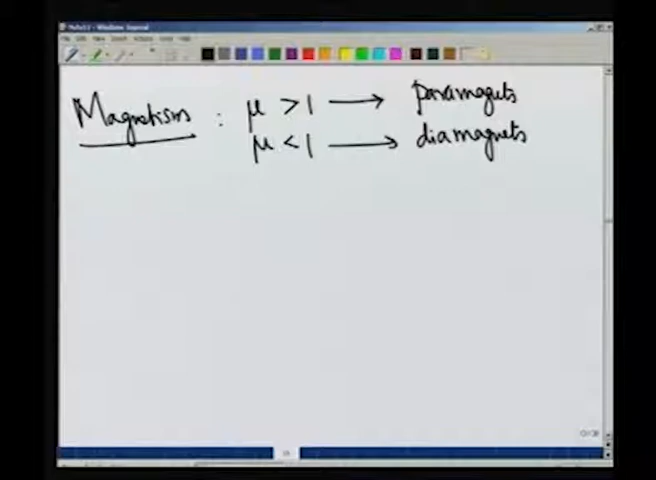 Magnetism : μ > 1 → paramagnets
μ < 1 → diamagnets